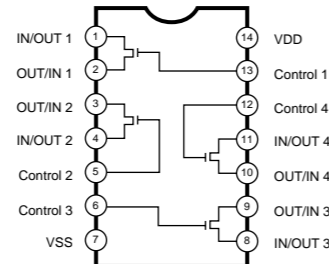 IN/OUT 1
1
OUT/IN 1
2
OUT/IN 2
3
IN/OUT 2
4
Control 2
5
Control 3
6
VSS
7
14
VDD
13
Control 1
12
Control 4
11
IN/OUT 4
10
OUT/IN 4
9
OUT/IN 3
8
IN/OUT 3